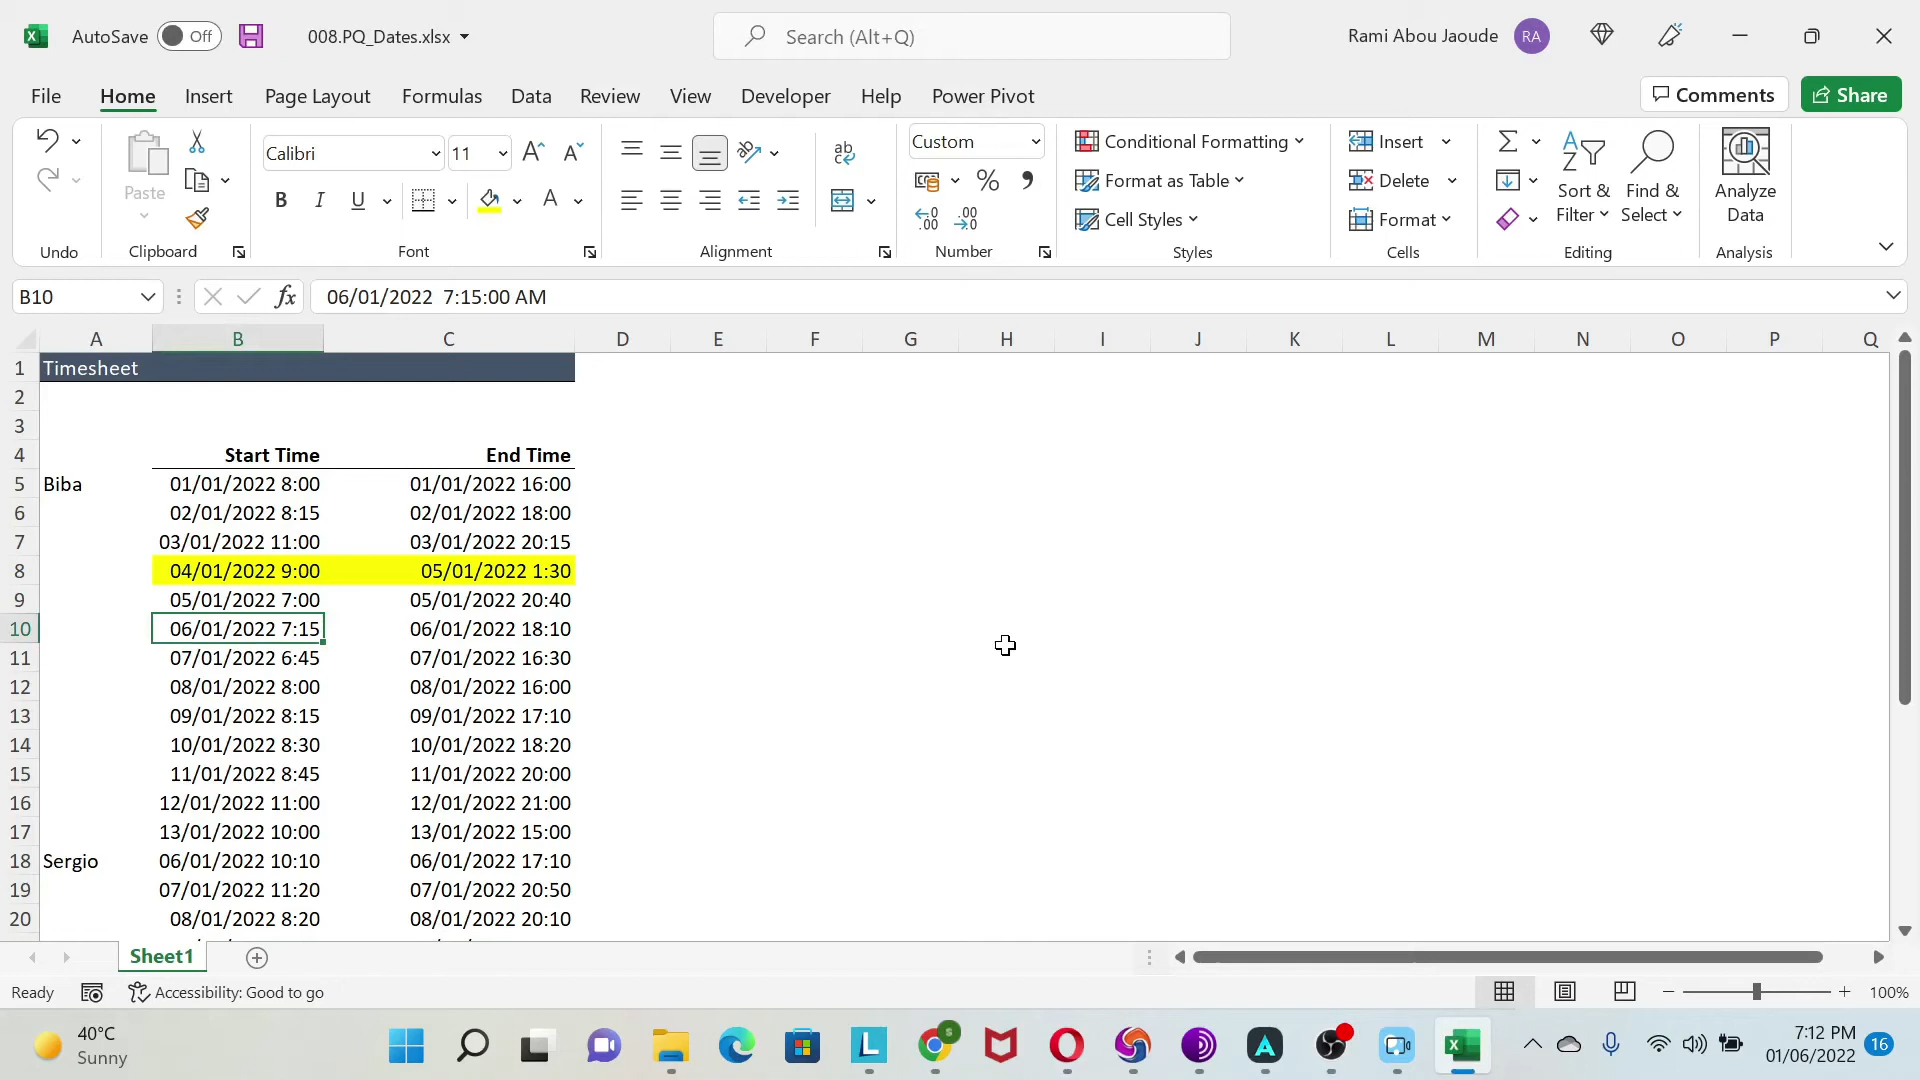 AutoSave Off 008.PQ_Dates.xlsx Search (Alt+Q) Rami Abou Jaoude RA
File Home Insert Page Layout Formulas Data Review View Developer Help Power Pivot Comments Share
Calibri 11 Custom Conditional Formatting Insert
Paste Format as Table Delete Sort & Filter Find & Select Analyze Data
B I U A % Cell Styles Format
Undo Clipboard Font Alignment Number Styles Cells Editing Analysis
B10 fx 06/01/2022 7:15:00 AM
A B C D E F G H I J K L M N O P Q
1 Timesheet
2
3
4 Start Time End Time
5 Biba 01/01/2022 8:00 01/01/2022 16:00
6 02/01/2022 8:15 02/01/2022 18:00
7 03/01/2022 11:00 03/01/2022 20:15
8 04/01/2022 9:00 05/01/2022 1:30
9 05/01/2022 7:00 05/01/2022 20:40
10 06/01/2022 7:15 06/01/2022 18:10
11 07/01/2022 6:45 07/01/2022 16:30
12 08/01/2022 8:00 08/01/2022 16:00
13 09/01/2022 8:15 09/01/2022 17:10
14 10/01/2022 8:30 10/01/2022 18:20
15 11/01/2022 8:45 11/01/2022 20:00
16 12/01/2022 11:00 12/01/2022 21:00
17 13/01/2022 10:00 13/01/2022 15:00
18 Sergio 06/01/2022 10:10 06/01/2022 17:10
19 07/01/2022 11:20 07/01/2022 20:50
20 08/01/2022 8:20 08/01/2022 20:10
Sheet1
Ready Accessibility: Good to go 100%
40°C
Sunny
7:12 PM
01/06/2022 16